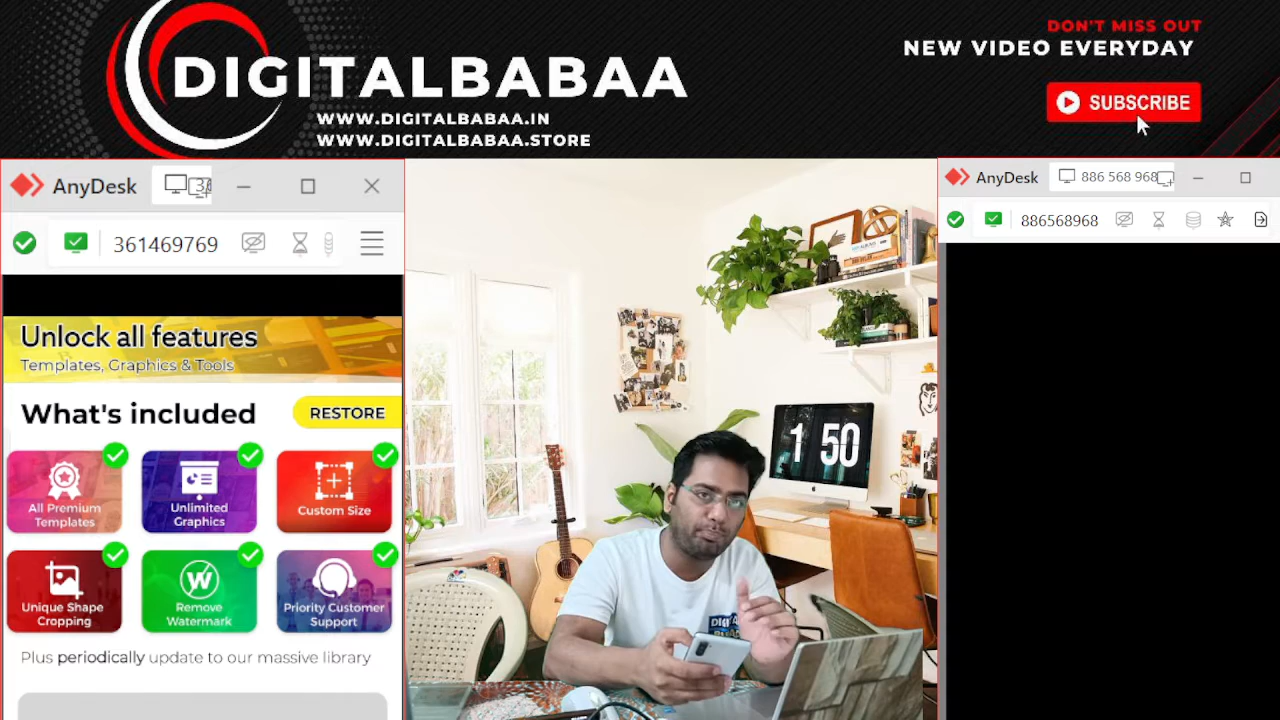 DIGITALBABAA
WWW.DIGITALBABAA.IN
WWW.DIGITALBABAA.STORE
DON'T MISS OUT
NEW VIDEO EVERYDAY
SUBSCRIBE
AnyDesk
361469769
Unlock all features
Templates, Graphics & Tools
What's included
RESTORE
All Premium
Templates
Unlimited
Graphics
Custom Size
Unique Shape
Cropping
Remove
Watermark
Priority Customer
Support
Plus periodically update to our massive library
1 50
AnyDesk
886 568 968
886568968